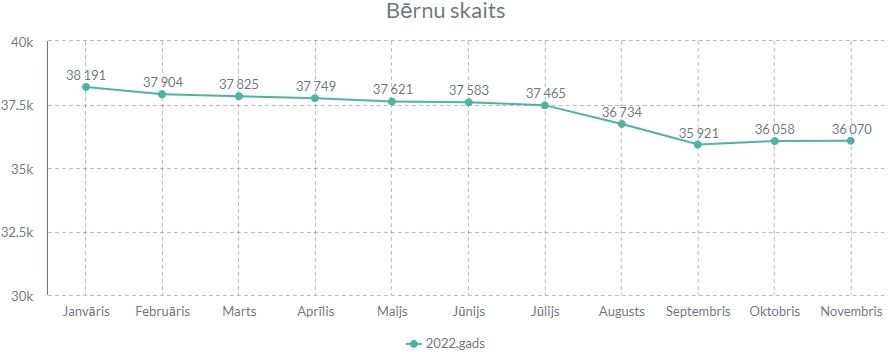 Bērnu skaits
40k
38 191
37 904
37 825
37 749
37 621
37 583
37 465
37.5k
36 734
35 921
36 058
36 070
35k
32.5k
30k
Janvāris Februāris Marts Aprīlis Maijs Jūnijs Jūlijs Augusts Septembris Oktobris Novembris
2022.gads